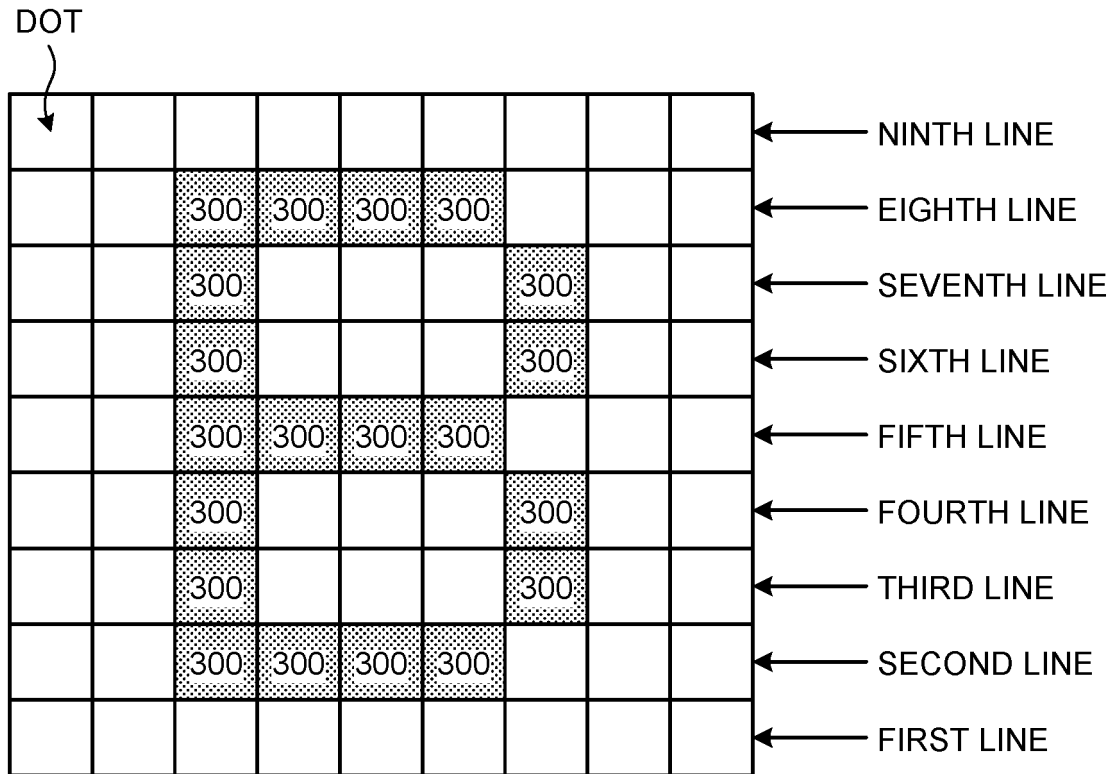 DOT
NINTH LINE
300 300 300 300 EIGHTH LINE
300 300 SEVENTH LINE
300 300 SIXTH LINE
300 300 300 300 FIFTH LINE
300 300 FOURTH LINE
300 300 THIRD LINE
300 300 300 300 SECOND LINE
FIRST LINE